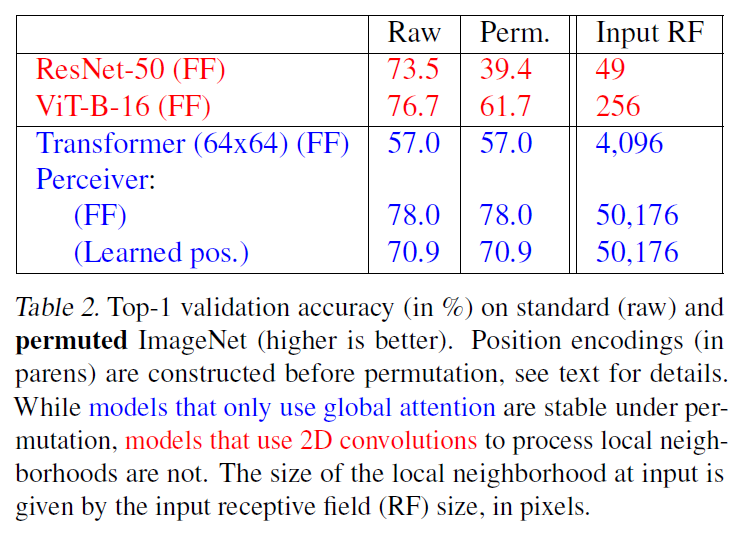 Raw Perm. Input RF
ResNet-50 (FF) 73.5 39.4 49
ViT-B-16 (FF) 76.7 61.7 256
Transformer (64x64) (FF) 57.0 57.0 4,096
Perceiver:
(FF) 78.0 78.0 50,176
(Learned pos.) 70.9 70.9 50,176
Table 2. Top-1 validation accuracy (in %) on standard (raw) and
permuted ImageNet (higher is better). Position encodings (in
parens) are constructed before permutation, see text for details.
While models that only use global attention are stable under per-
mutation, models that use 2D convolutions to process local neigh-
borhoods are not. The size of the local neighborhood at input is
given by the input receptive field (RF) size, in pixels.